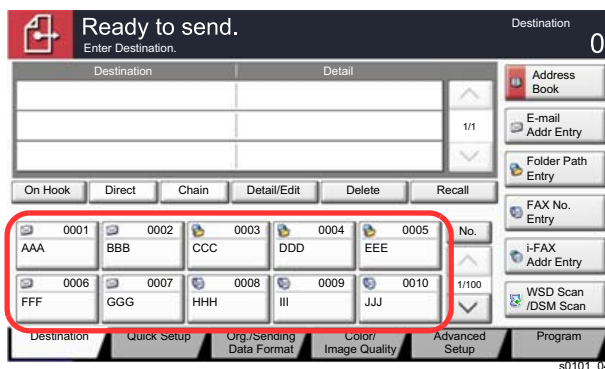 Ready to send.
Enter Destination.
Destination
0
Destination Detail
Address
Book
1/1
E-mail
Addr Entry
Folder Path
Entry
On Hook Direct Chain Detail/Edit Delete Recall
FAX No.
Entry
0001 0002 0003 0004 0005 No.
AAA BBB CCC DDD EEE
i-FAX
Addr Entry
0006 0007 0008 0009 0010 1/100
FFF GGG HHH III JJJ
WSD Scan
/DSM Scan
Destination Quick Setup Org./Sending
Data Format Color/
Image Quality Advanced
Setup Program